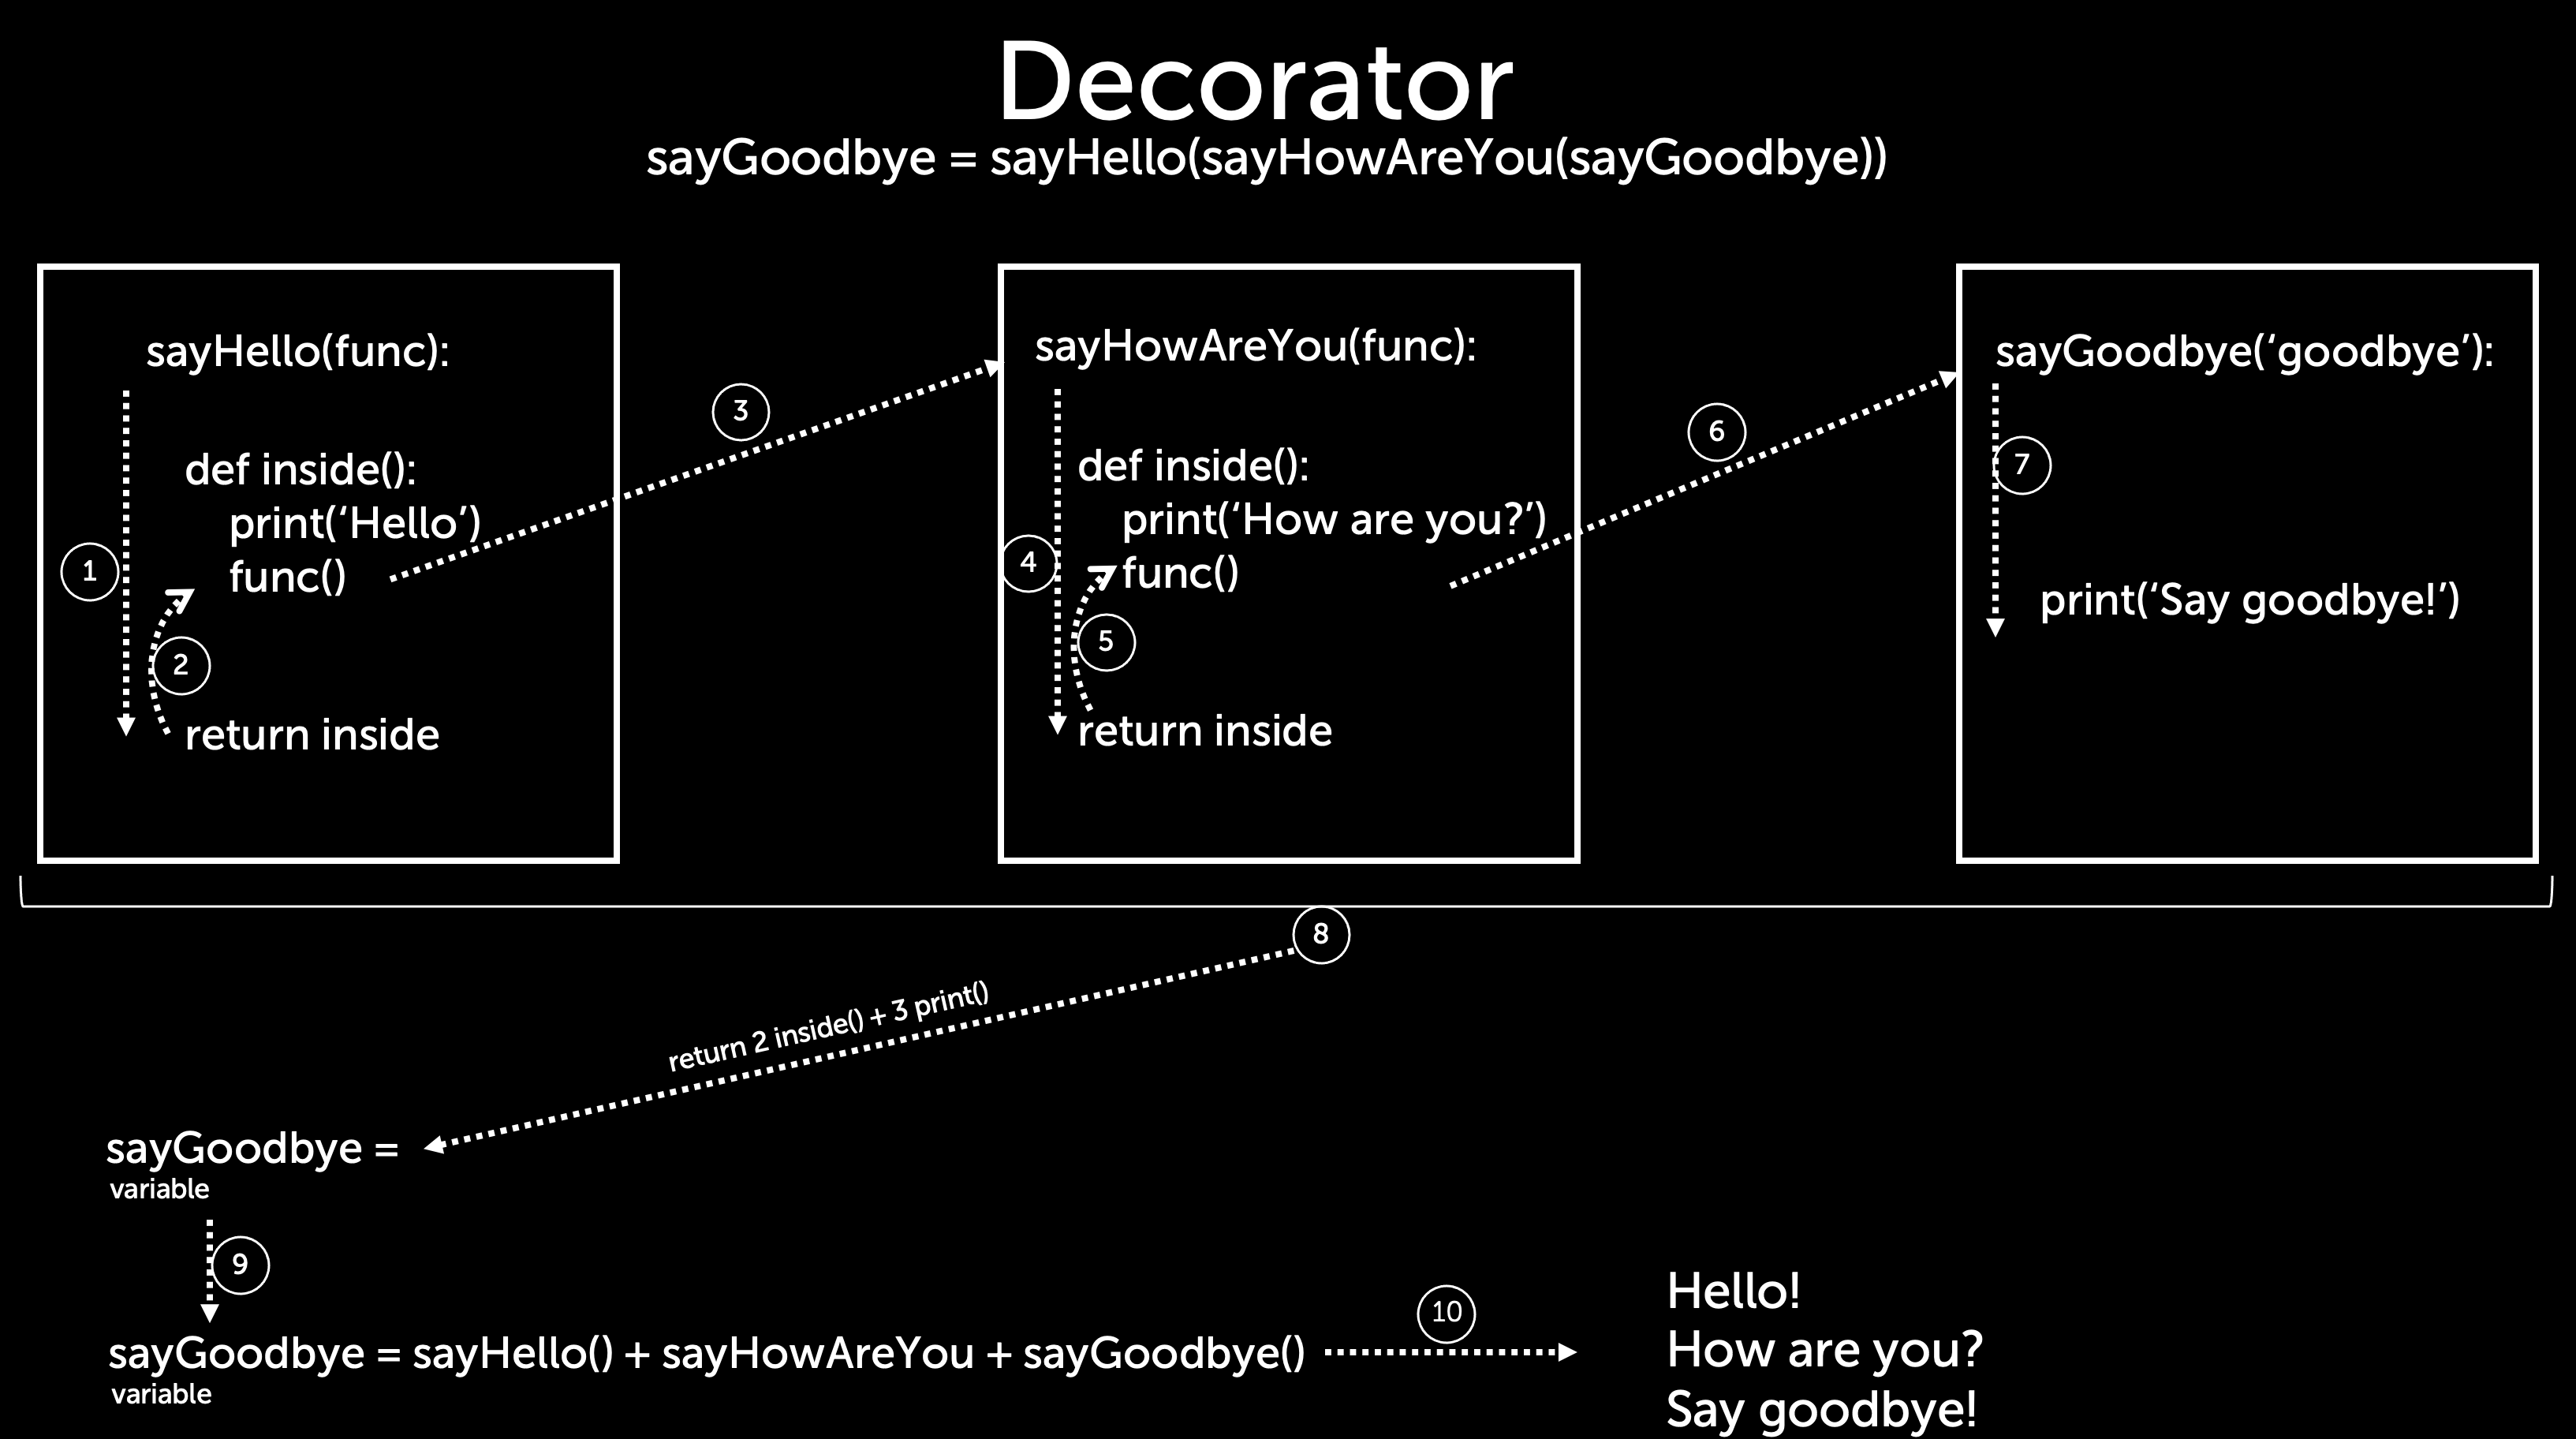 Decorator
sayGoodbye = sayHello(sayHowAreYou(sayGoodbye))
sayHello(func):
def inside():
print(‘Hello’)
func()
return inside
1
2
3
sayHowAreYou(func):
def inside():
print(‘How are you?’)
func()
return inside
4
5
6
sayGoodbye(‘goodbye’):
7
print(‘Say goodbye!’)
8
return 2 inside() + 3 print()
sayGoodbye =
variable
9
sayGoodbye = sayHello() + sayHowAreYou + sayGoodbye()
variable
10
Hello!
How are you?
Say goodbye!